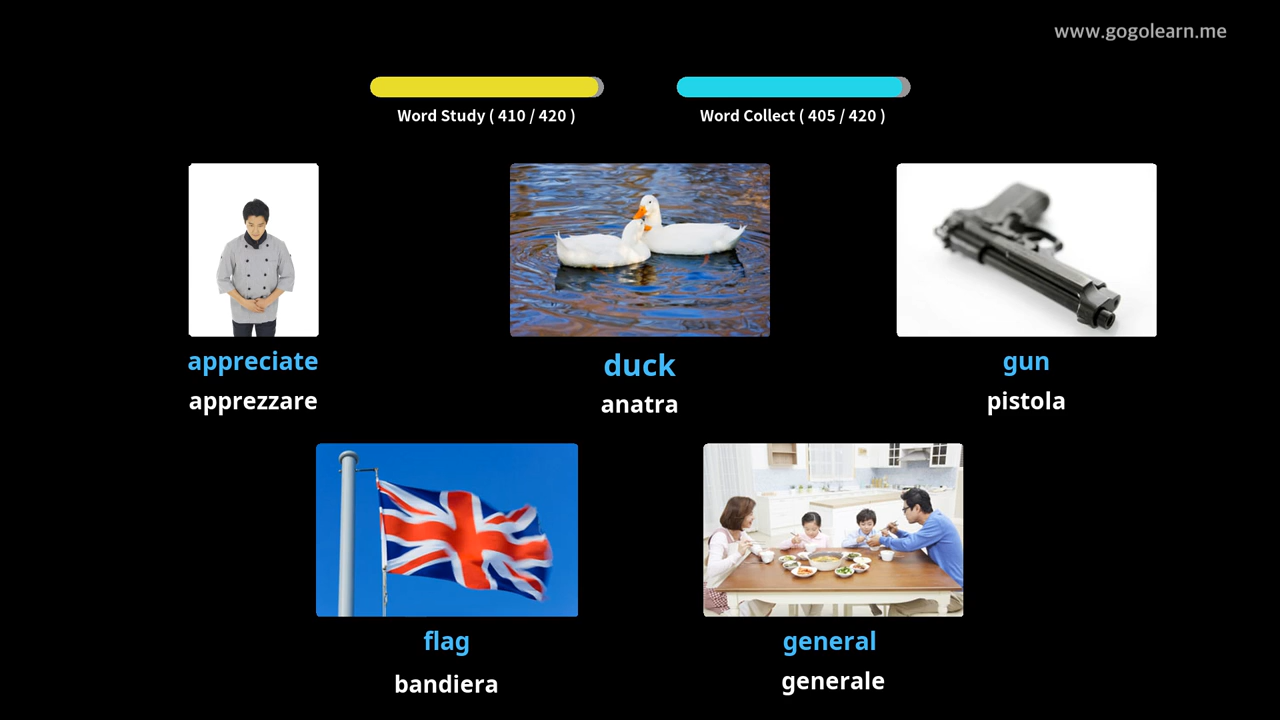 www.gogolearn.me
Word Study ( 410 / 420 )
Word Collect ( 405 / 420 )
appreciate
apprezzare
duck
anatra
gun
pistola
flag
bandiera
general
generale